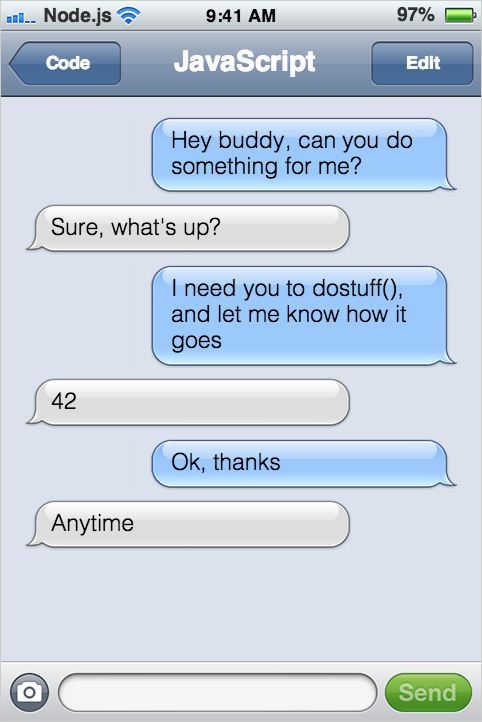 Node.js 9:41 AM 97%
Code JavaScript Edit
Hey buddy, can you do
something for me?
Sure, what's up?
I need you to dostuff(),
and let me know how it
goes
42
Ok, thanks
Anytime
Send